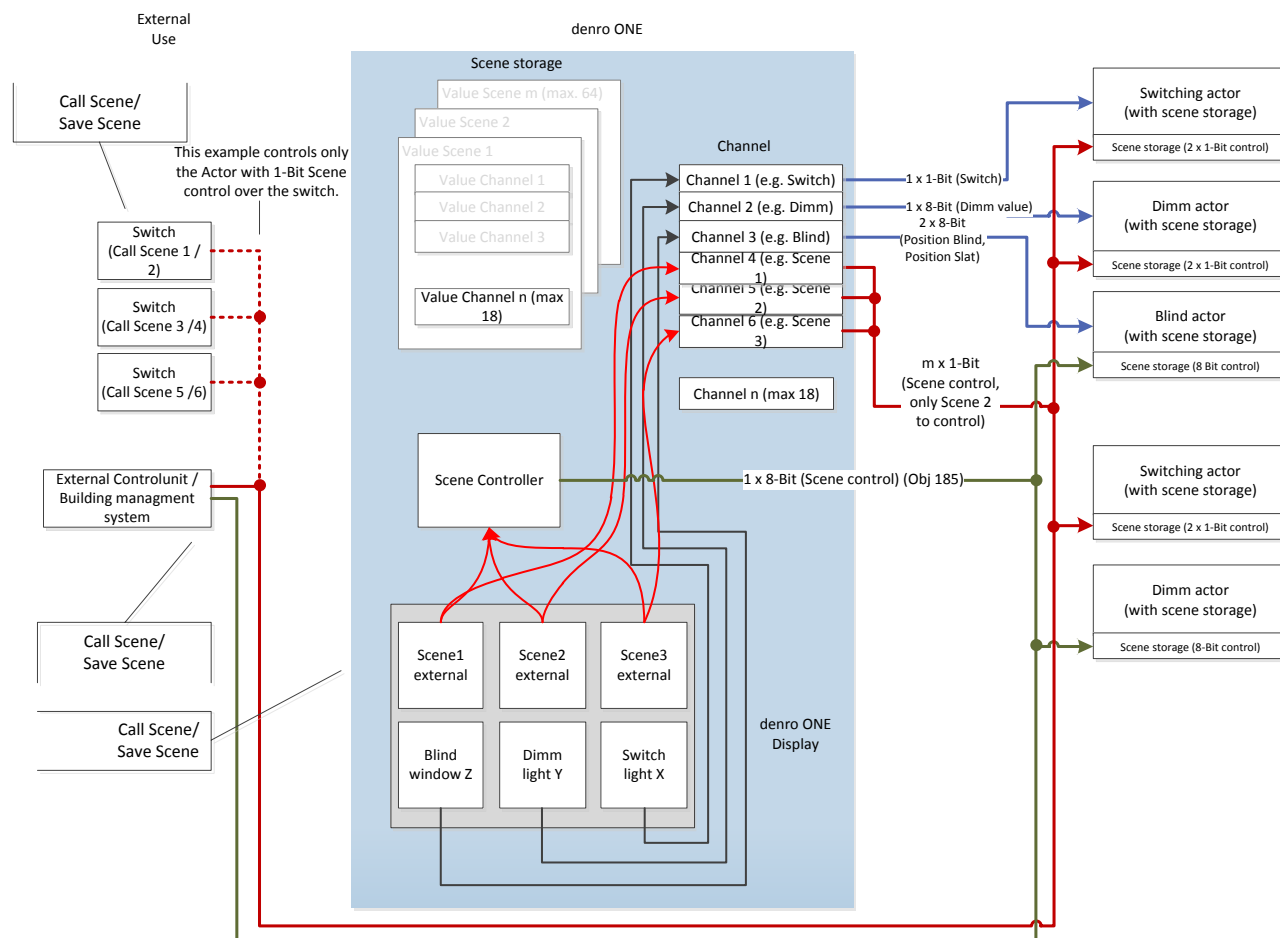 External
Use
denro ONE
Call Scene/
Save Scene
This example controls only
the Actor with 1-Bit Scene
control over the switch.
Switch
(Call Scene 1 /
2)
Switch
(Call Scene 3 /4)
Switch
(Call Scene 5 /6)
External Controlunit /
Building managment
system
Call Scene/
Save Scene
Call Scene/
Save Scene
Scene storage
Value Scene m (max. 64)
Value Scene 2
Value Scene 1
Value Channel 1
Value Channel 2
Value Channel 3
Value Channel n (max
18)
Channel
Channel 1 (e.g. Switch)
Channel 2 (e.g. Dimm)
Channel 3 (e.g. Blind)
Channel 4 (e.g. Scene
1)
Channel 5 (e.g. Scene
2)
Channel 6 (e.g. Scene
3)
Channel n (max 18)
Scene Controller
Scene1
external
Scene2
external
Scene3
external
Blind
window Z
Dimm
light Y
Switch
light X
denro ONE
Display
1 x 1-Bit (Switch)
1 x 8-Bit (Dimm value)
2 x 8-Bit
(Position Blind,
Position Slat)
m x 1-Bit
(Scene control,
only Scene 2
to control)
1 x 8-Bit (Scene control) (Obj 185)
Switching actor
(with scene storage)
Scene storage (2 x 1-Bit control)
Dimm actor
(with scene storage)
Scene storage (2 x 1-Bit control)
Blind actor
(with scene storage)
Scene storage (8 Bit control)
Switching actor
(with scene storage)
Scene storage (2 x 1-Bit control)
Dimm actor
(with scene storage)
Scene storage (8-Bit control)